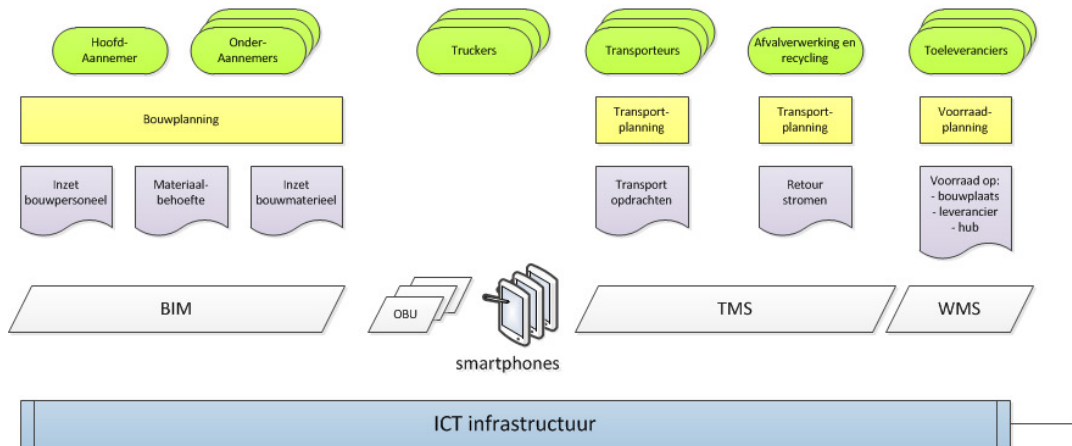 Hoofd-
Aannemer
Onder-
Aannemers
Truckers
Transporteurs
Afvalverwerking en
recycling
Toeleveranciers
Bouwplanning
Transport-
planning
Transport-
planning
Voorraad-
planning
Inzet
bouwpersoneel
Materiaal-
behoefte
Inzet
bouwmaterieel
Transport
opdrachten
Retour
stromen
Voorraad op:
- bouwplaats
- leverancier
- hub
BIM
OBU
smartphones
TMS
WMS
ICT infrastructuur